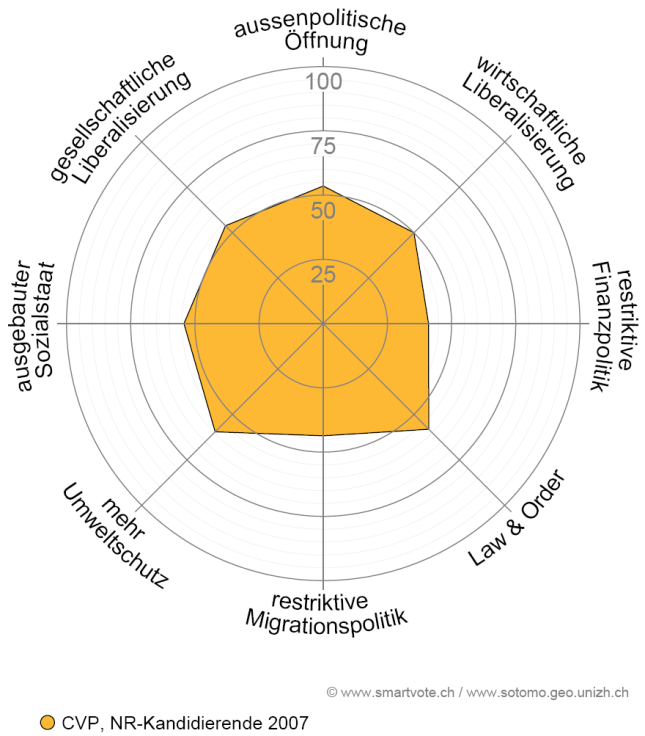 aussenpolitische
Öffnung
wirtschaftliche
Liberalisierung
gesellschaftliche
Liberalisierung
100
75
50
25
restriktive
Finanzpolitik
ausgebauter
Sozialstaat
Law & Order
mehr
Umweltschutz
restriktive
Migrationspolitik
© www.smartvote.ch / www.sotomo.geo.unizh.ch
CVP, NR-Kandidierende 2007